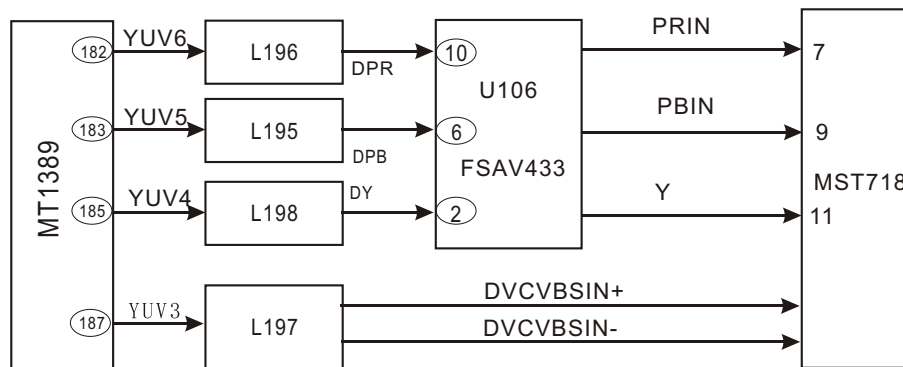 MT1389
182
YUV6
L196
DPR
10
PRIN
7
183
YUV5
L195
DPB
6
U106
FSAV433
PBIN
9
MST718
185
YUV4
L198
DY
2
Y
11
187
YUV3
L197
DVCVBSIN+
DVCVBSIN-